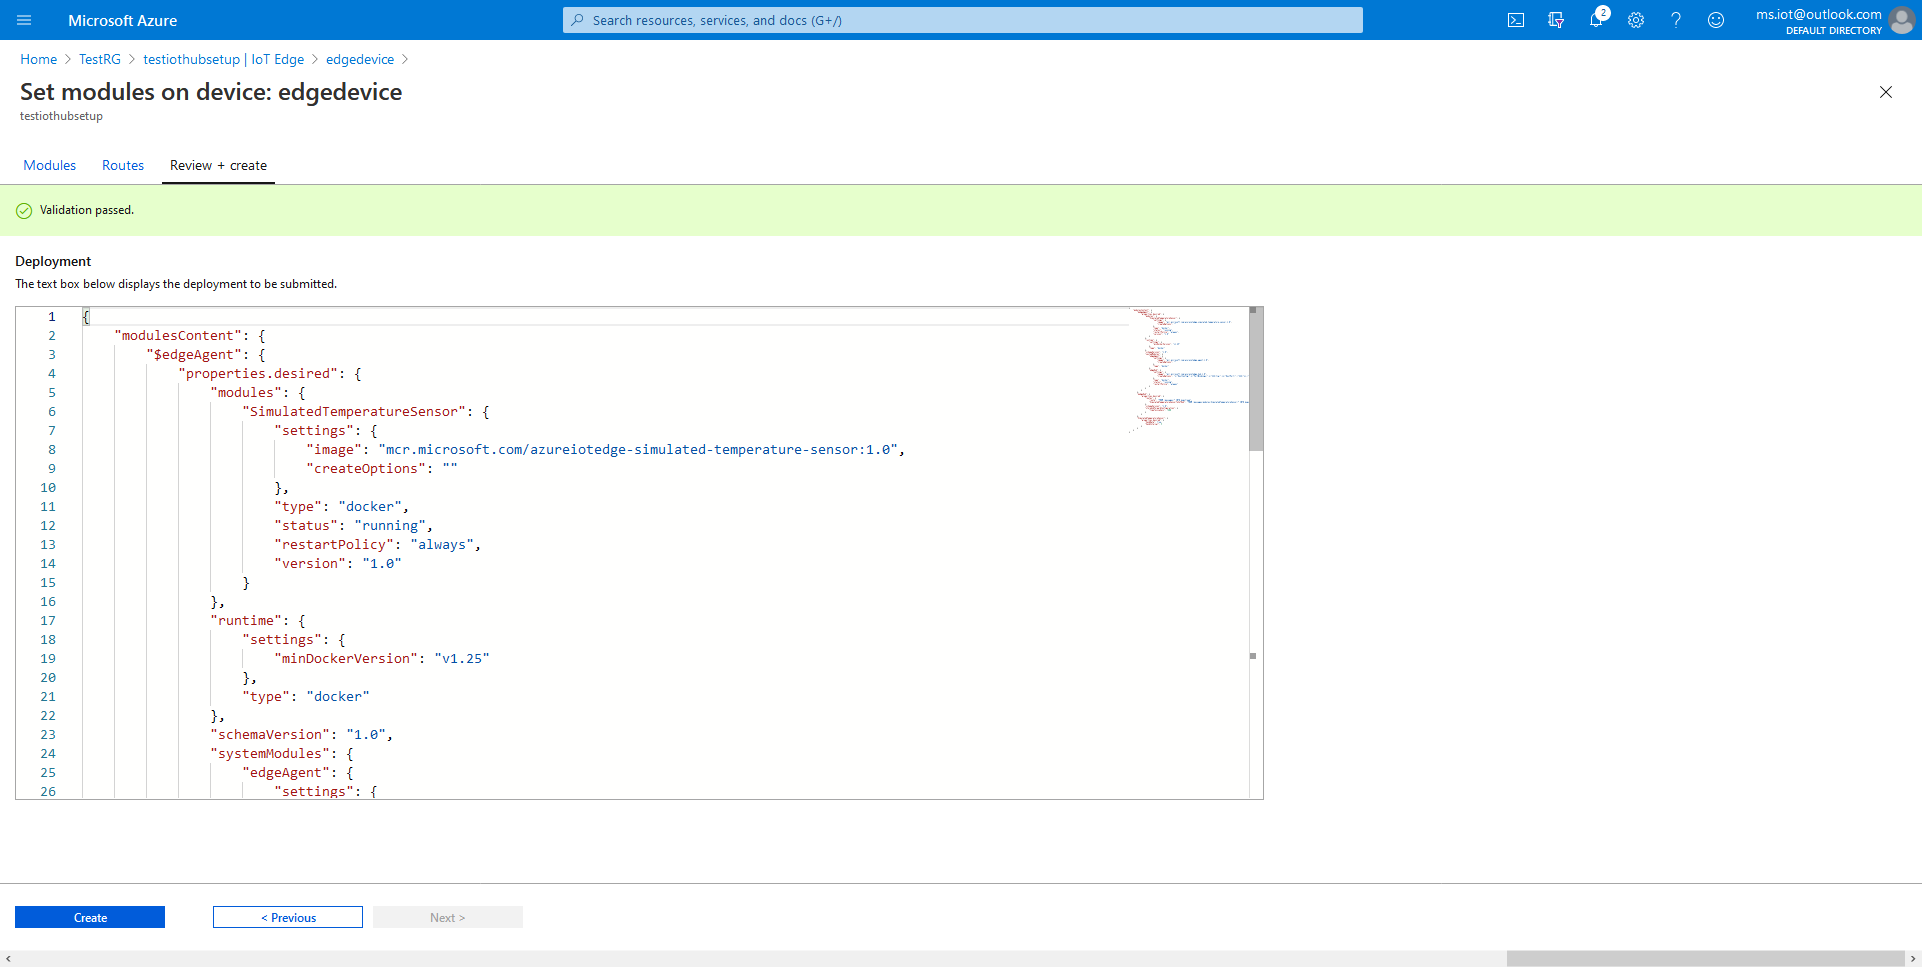 Microsoft Azure
Search resources, services, and docs (G+/)
2
ms.iot@outlook.com
DEFAULT DIRECTORY
Home > TestRG > testiothubsetup | IoT Edge > edgedevice >
Set modules on device: edgedevice
testiothubsetup
Modules Routes Review + create
Validation passed.
Deployment
The text box below displays the deployment to be submitted.
1 {
2 "modulesContent": {
3 "$edgeAgent": {
4 "properties.desired": {
5 "modules": {
6 "SimulatedTemperatureSensor": {
7 "settings": {
8 "image": "mcr.microsoft.com/azureiotedge-simulated-temperature-sensor:1.0",
9 "createOptions": ""
10 },
11 "type": "docker",
12 "status": "running",
13 "restartPolicy": "always",
14 "version": "1.0"
15 }
16 },
17 "runtime": {
18 "settings": {
19 "minDockerVersion": "v1.25"
20 },
21 "type": "docker"
22 },
23 "schemaVersion": "1.0",
24 "systemModules": {
25 "edgeAgent": {
26 "settings": {
Create < Previous Next >